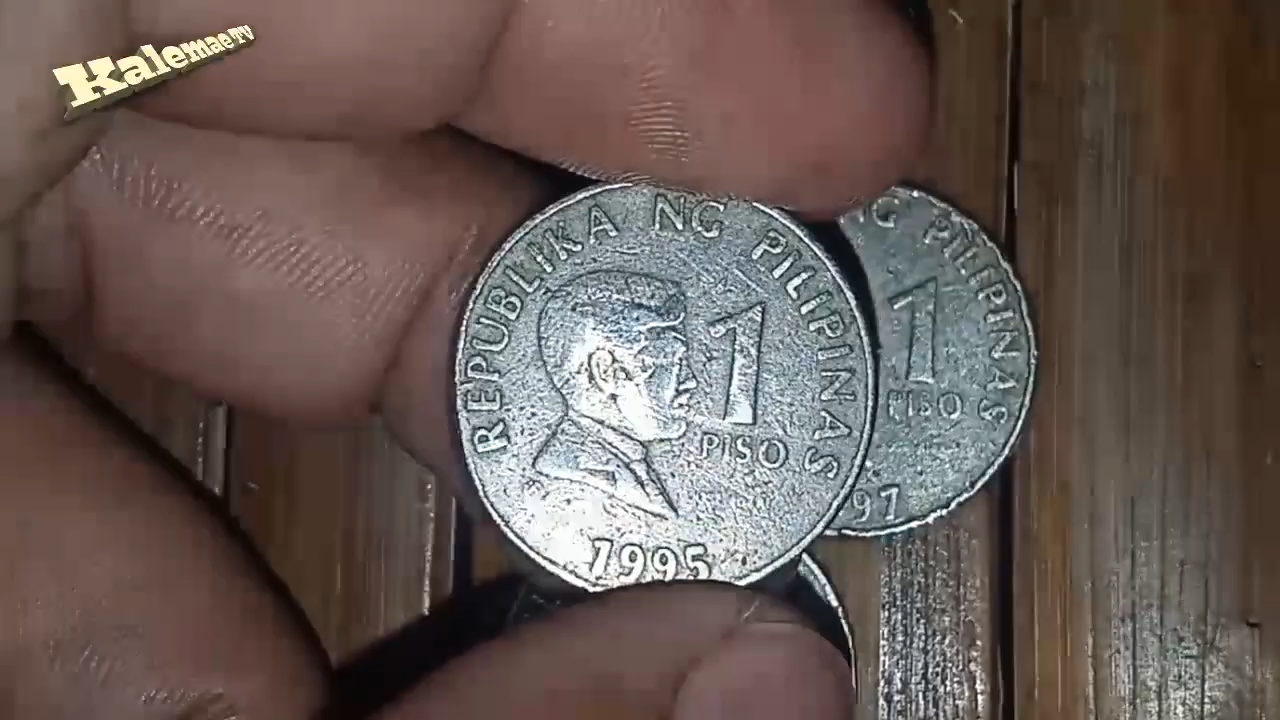 Kalemae TV
REPUBLIKA NG PILIPINAS
1
PISO
1995
NG PILIPINAS
1
PISO
97